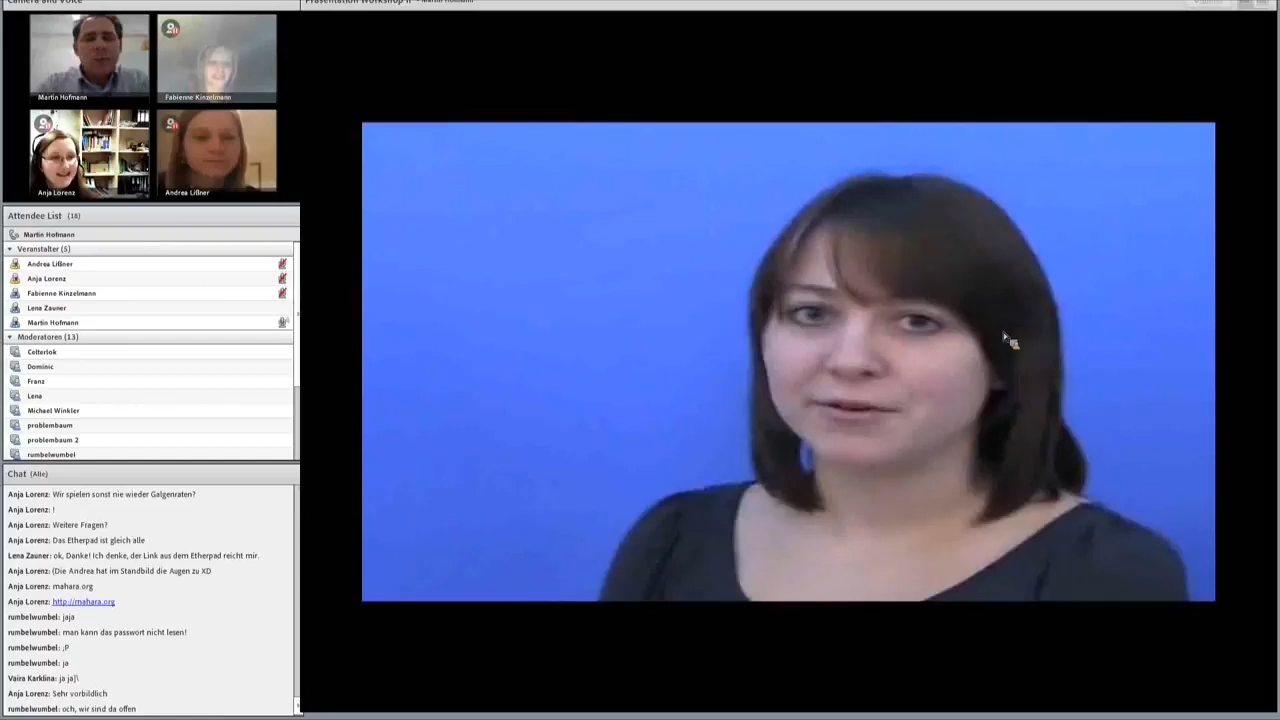 Camera and Voice
Presentation Workshop II - Martin Hofmann
Martin Hofmann
Fabienne Kinzelmann
Anja Lorenz
Andrea Lißner
Attendee List (18)
Martin Hofmann
Veranstalter (5)
Andrea Lißner
Anja Lorenz
Fabienne Kinzelmann
Lena Zauner
Martin Hofmann
Moderatoren (13)
Celterlok
Dominic
Franz
Lena
Michael Winkler
problembaum
problembaum 2
rumbelwumbel
Chat (Alle)
Anja Lorenz: Wir spielen sonst nie wieder Galgenraten?
Anja Lorenz: !
Anja Lorenz: Weitere Fragen?
Anja Lorenz: Das Etherpad ist gleich alle
Lena Zauner: ok, Danke! Ich denke, der Link aus dem Etherpad reicht mir.
Anja Lorenz: (Die Andrea hat im Standbild die Augen zu XD
Anja Lorenz: mahara.org
Anja Lorenz: http://mahara.org
rumbelwumbel: jaja
rumbelwumbel: man kann das passwort nicht lesen!
rumbelwumbel: ;P
rumbelwumbel: ja
Vaira Karklina: ja ja]\
Anja Lorenz: Sehr vorbildlich
rumbelwumbel: och, wir sind da offen